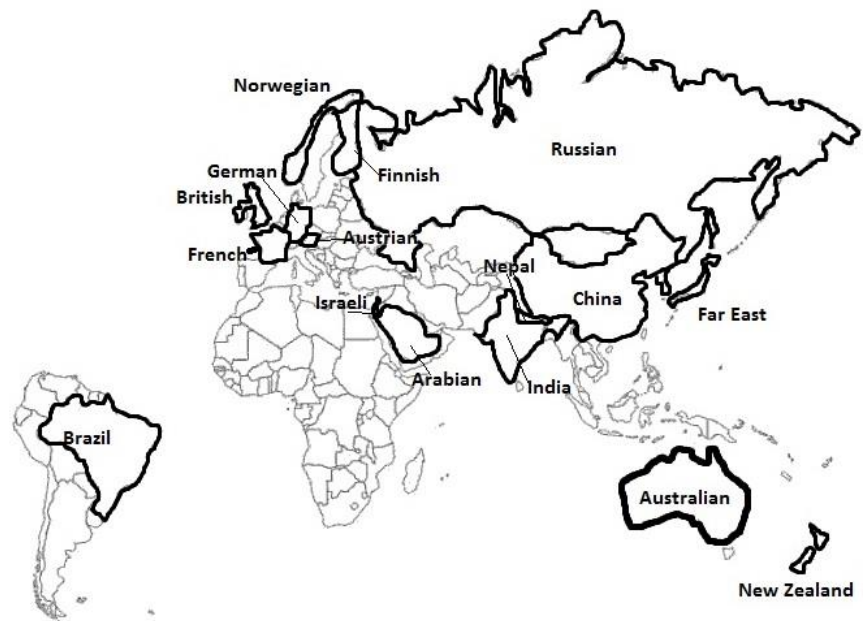 Norwegian
Russian
German
Finnish
British
Austrian
French
Nepal
China
Israeli
Far East
Arabian
India
Brazil
Australian
New Zealand